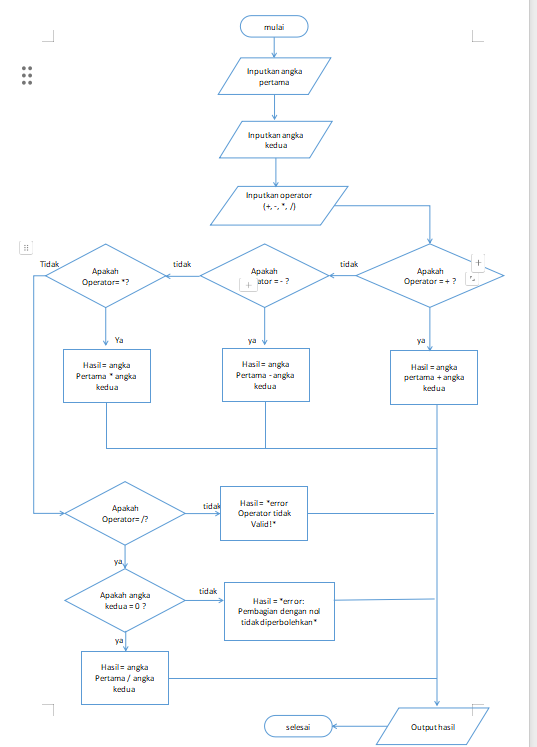 mulai
Inputkan angka
pertama
Inputkan angka
kedua
Inputkan operator
(+, -, *, /)
Tidak
Apakah
Operator= *?
tidak
Apakah
ator = - ?
tidak
Apakah
Operator = + ?
Ya
ya
ya
Hasil = angka
Pertama * angka
kedua
Hasil = angka
Pertama - angka
kedua
Hasil = angka
pertama + angka
kedua
Apakah
Operator= /?
tidak
Hasil = *error
Operator tidak
Valid!*
ya
Apakah angka
kedua = 0 ?
tidak
Hasil = *error:
Pembagian dengan nol
tidak diperbolehkan*
ya
Hasil = angka
Pertama / angka
kedua
selesai
Output hasil